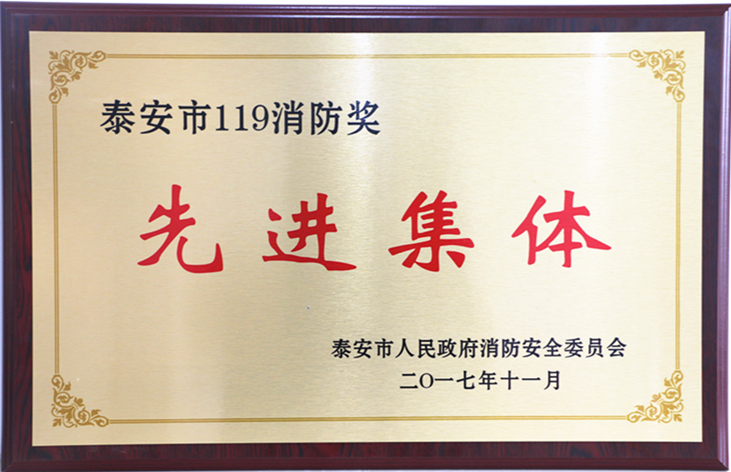 泰安市119消防奖
先进集体
泰安市人民政府消防安全委员会
二〇一七年十一月